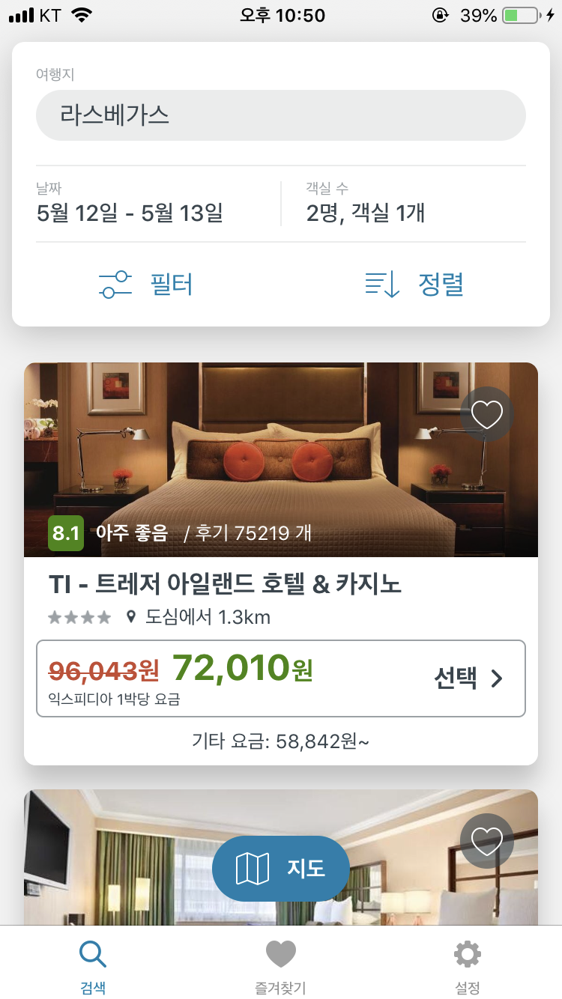 KT 오후 10:50 39%
여행지
라스베가스
날짜 객실 수
5월 12일 - 5월 13일 2명, 객실 1개
필터 정렬
8.1 아주 좋음 / 후기 75219 개
TI - 트레저 아일랜드 호텔 & 카지노
도심에서 1.3km
96,043원 72,010원 선택
익스피디아 1박당 요금
기타 요금: 58,842원~
지도
검색 즐겨찾기 설정